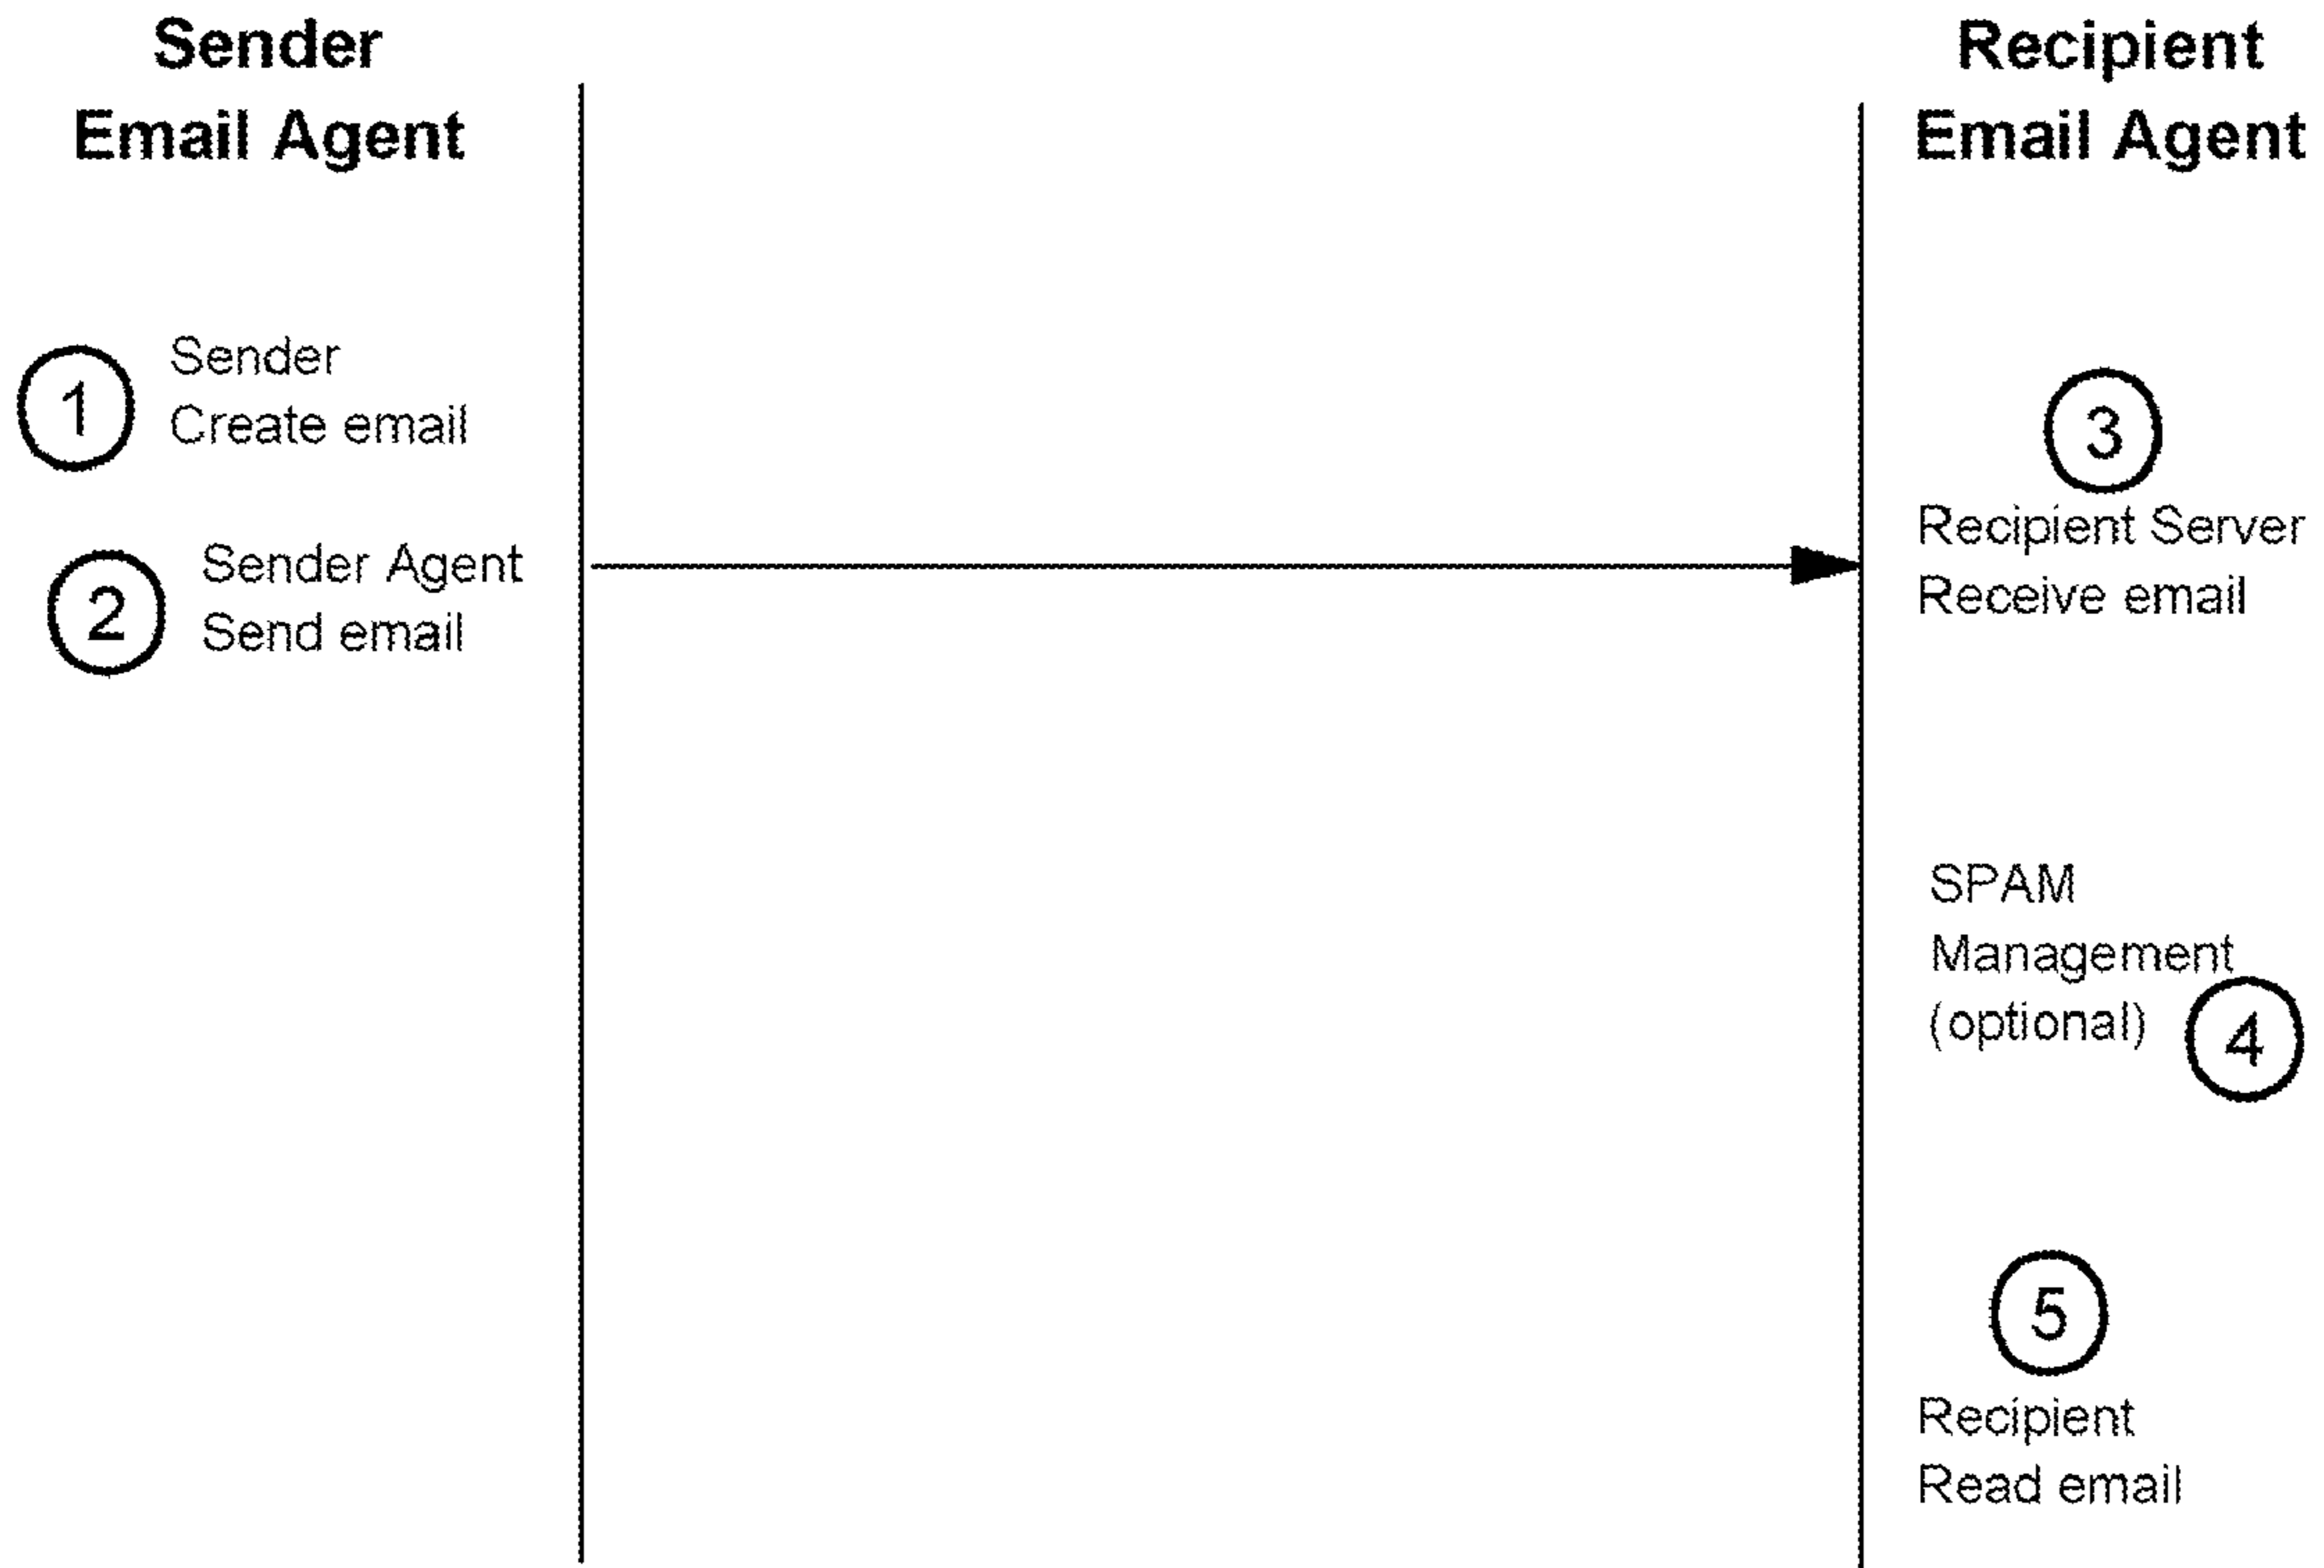 Sender
Email Agent
Recipient
Email Agent
1
Sender
Create email
2
Sender Agent
Send email
3
Recipient Server
Receive email
SPAM
Management
(optional)
4
5
Recipient
Read email